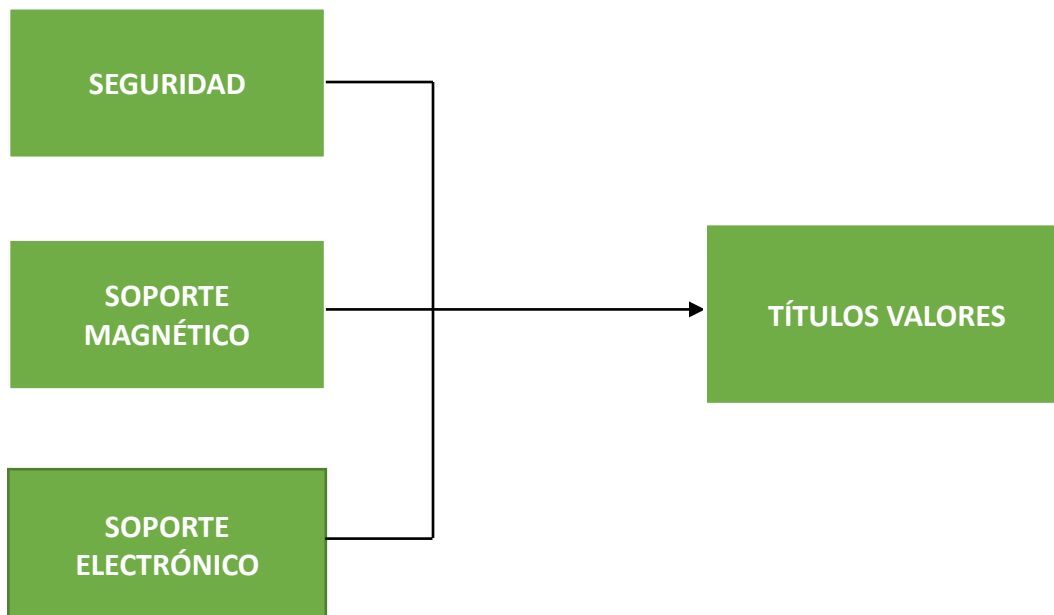 SEGURIDAD
SOPORTE
MAGNÉTICO
TÍTULOS VALORES
SOPORTE
ELECTRÓNICO